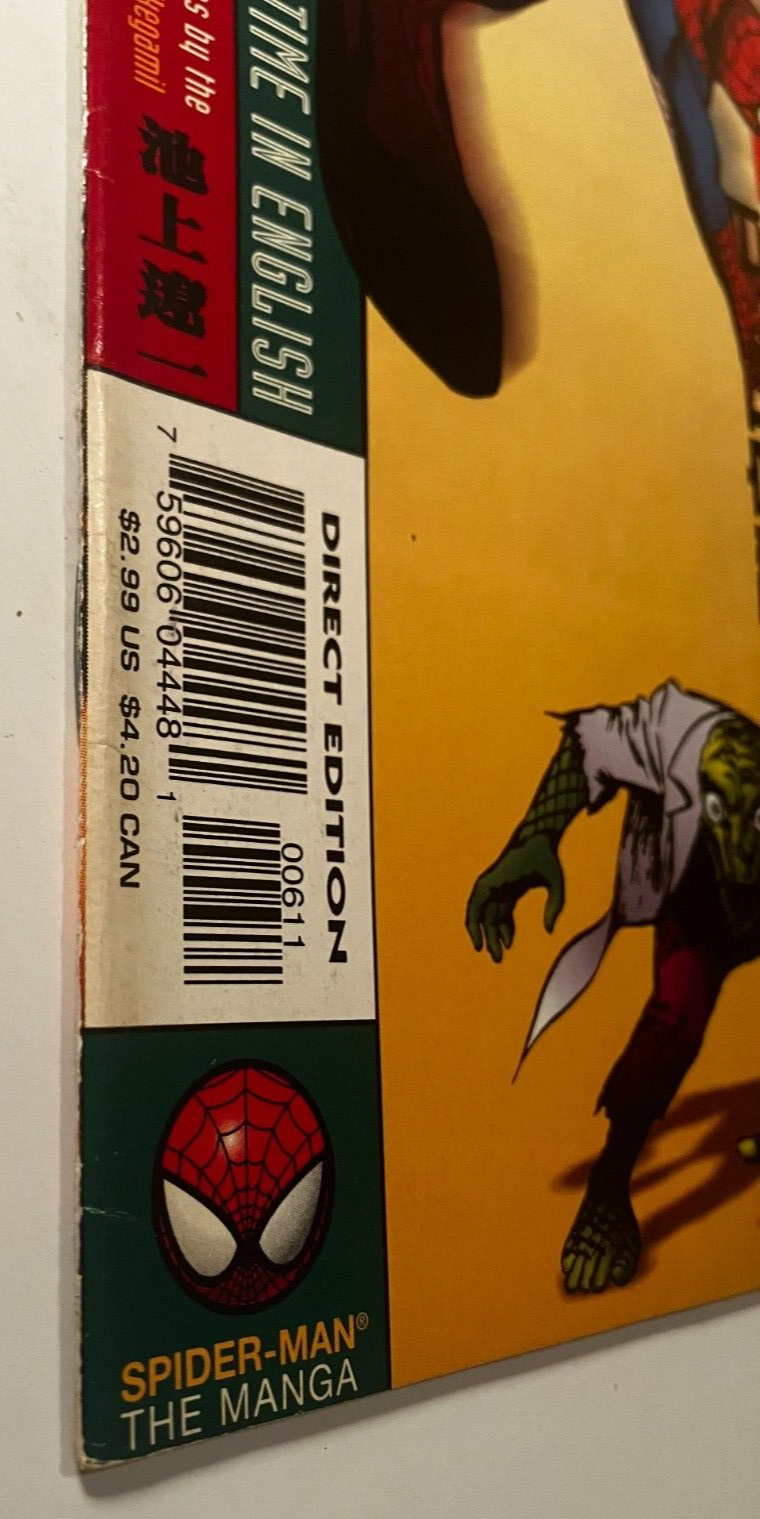 s by the
kegami
池上遼一
TIME IN ENGLISH
DIRECT EDITION
00611
7 59606 04448 1
$2.99 US $4.20 CAN
SPIDER-MAN®
THE MANGA